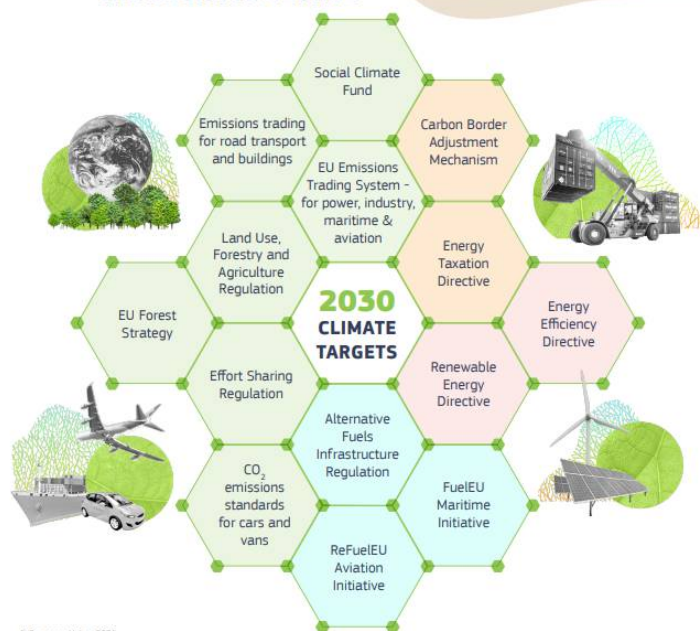 Social Climate
Fund
Emissions trading
for road transport
and buildings
Carbon Border
Adjustment
Mechanism
EU Emissions
Trading System -
for power, industry,
maritime &
aviation
Land Use,
Forestry and
Agriculture
Regulation
Energy
Taxation
Directive
EU Forest
Strategy
2030
CLIMATE
TARGETS
Energy
Efficiency
Directive
Effort Sharing
Regulation
Renewable
Energy
Directive
Alternative
Fuels
Infrastructure
Regulation
CO2
emissions
standards
for cars and
vans
FuelEU
Maritime
Initiative
ReFuelEU
Aviation
Initiative